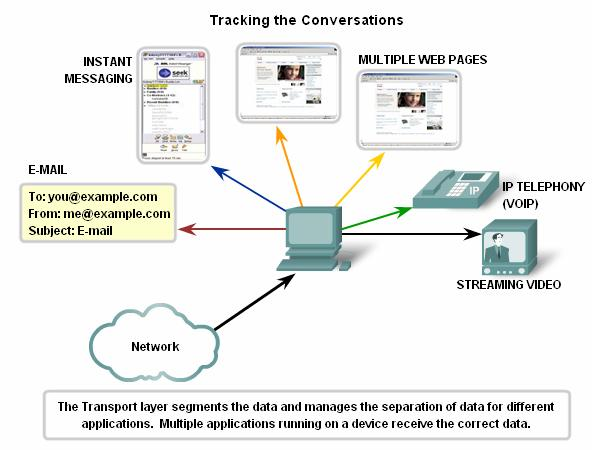 Tracking the Conversations
INSTANT
MESSAGING
seek
MULTIPLE WEB PAGES
E-MAIL
To: you@example.com
From: me@example.com
Subject: E-mail
IP
IP TELEPHONY
(VOIP)
STREAMING VIDEO
Network
The Transport layer segments the data and manages the separation of data for different
applications. Multiple applications running on a device receive the correct data.